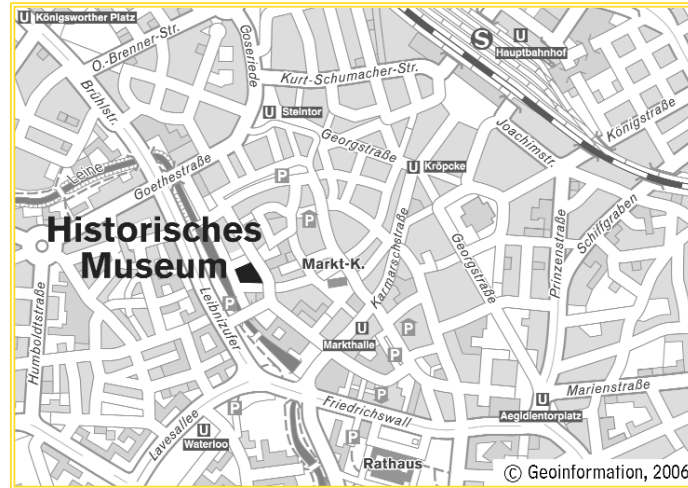 U Königsworther Platz
O.-Brenner-Str.
Goseriede
S
U
Hauptbahnhof
Kurt-Schumacher-Str.
Brühlstr.
U Steintor
Georgstraße
Joachimstr.
Königstraße
Leine
Goethestraße
U Kröpcke
P
Historisches
Museum
P
Markt-K.
Karmarschstraße
Georgstraße
Prinzenstraße
Schiffgraben
Humboldtstraße
Leibnizufer
P
U
Markthalle
P
P
Marienstraße
P
P
Friedrichswall
U
Aegidientorplatz
Lavesallee
U
Waterloo
P
Rathaus
© Geoinformation, 2006